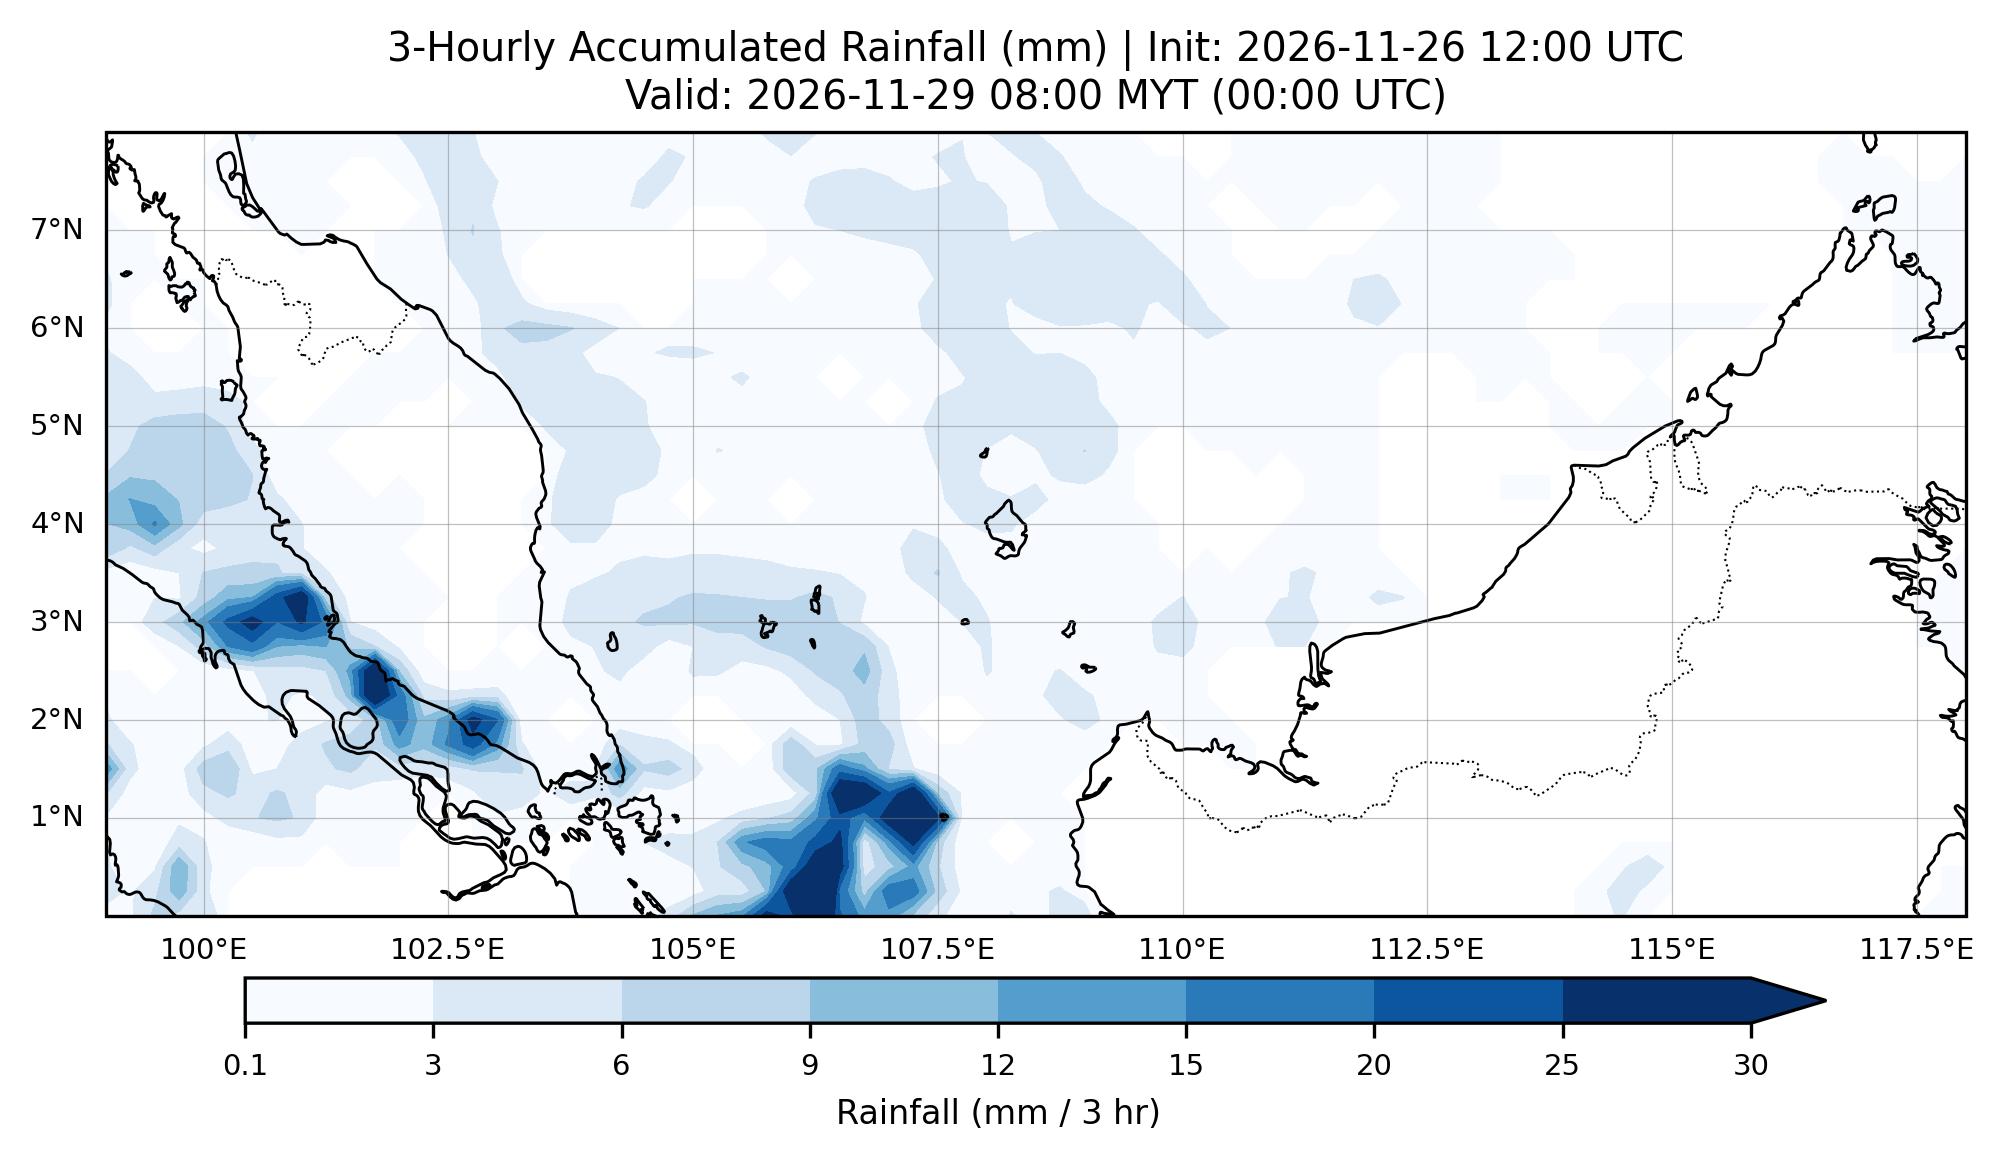 3-Hourly Accumulated Rainfall (mm) | Init: 2026-11-26 12:00 UTC
Valid: 2026-11-29 08:00 MYT (00:00 UTC)
7°N
6°N
5°N
4°N
3°N
2°N
1°N
100°E 102.5°E 105°E 107.5°E 110°E 112.5°E 115°E 117.5°E
0.1 3 6 9 12 15 20 25 30
Rainfall (mm / 3 hr)